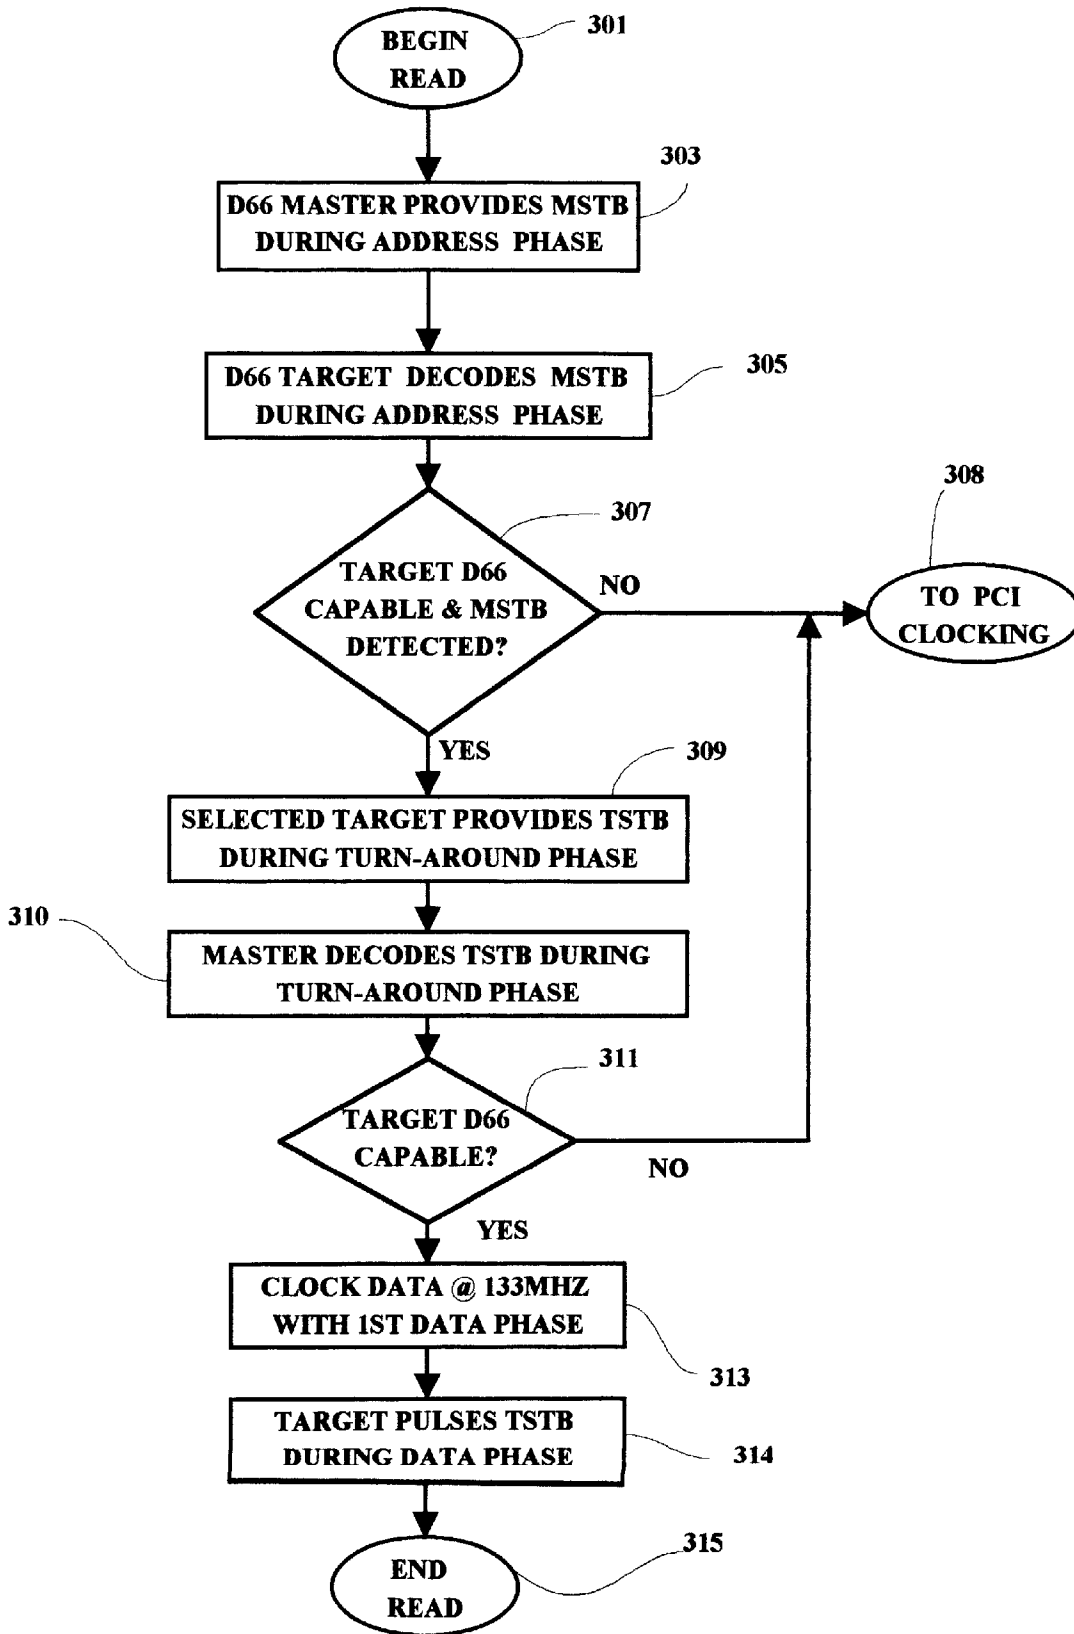 BEGIN
READ
301
303
D66 MASTER PROVIDES MSTB
DURING ADDRESS PHASE
305
D66 TARGET DECODES MSTB
DURING ADDRESS PHASE
307
308
TARGET D66
CAPABLE & MSTB
DETECTED?
NO
TO PCI
CLOCKING
YES
309
SELECTED TARGET PROVIDES TSTB
DURING TURN-AROUND PHASE
310
MASTER DECODES TSTB DURING
TURN-AROUND PHASE
311
TARGET D66
CAPABLE?
NO
YES
CLOCK DATA @ 133MHZ
WITH 1ST DATA PHASE
313
TARGET PULSES TSTB
DURING DATA PHASE
314
315
END
READ